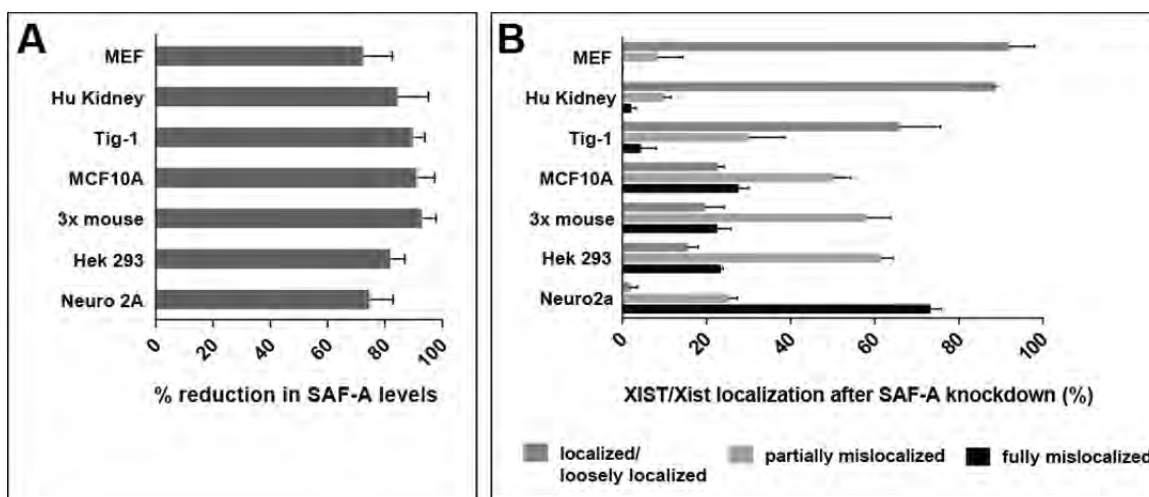 A
MEF
Hu Kidney
Tig-1
MCF10A
3x mouse
Hek 293
Neuro 2A
0 20 40 60 80 100
% reduction in SAF-A levels
B
MEF
Hu Kidney
Tig-1
MCF10A
3x mouse
Hek 293
Neuro2a
0 20 40 60 80 100
XIST/Xist localization after SAF-A knockdown (%)
localized/
loosely localized
partially mislocalized
fully mislocalized